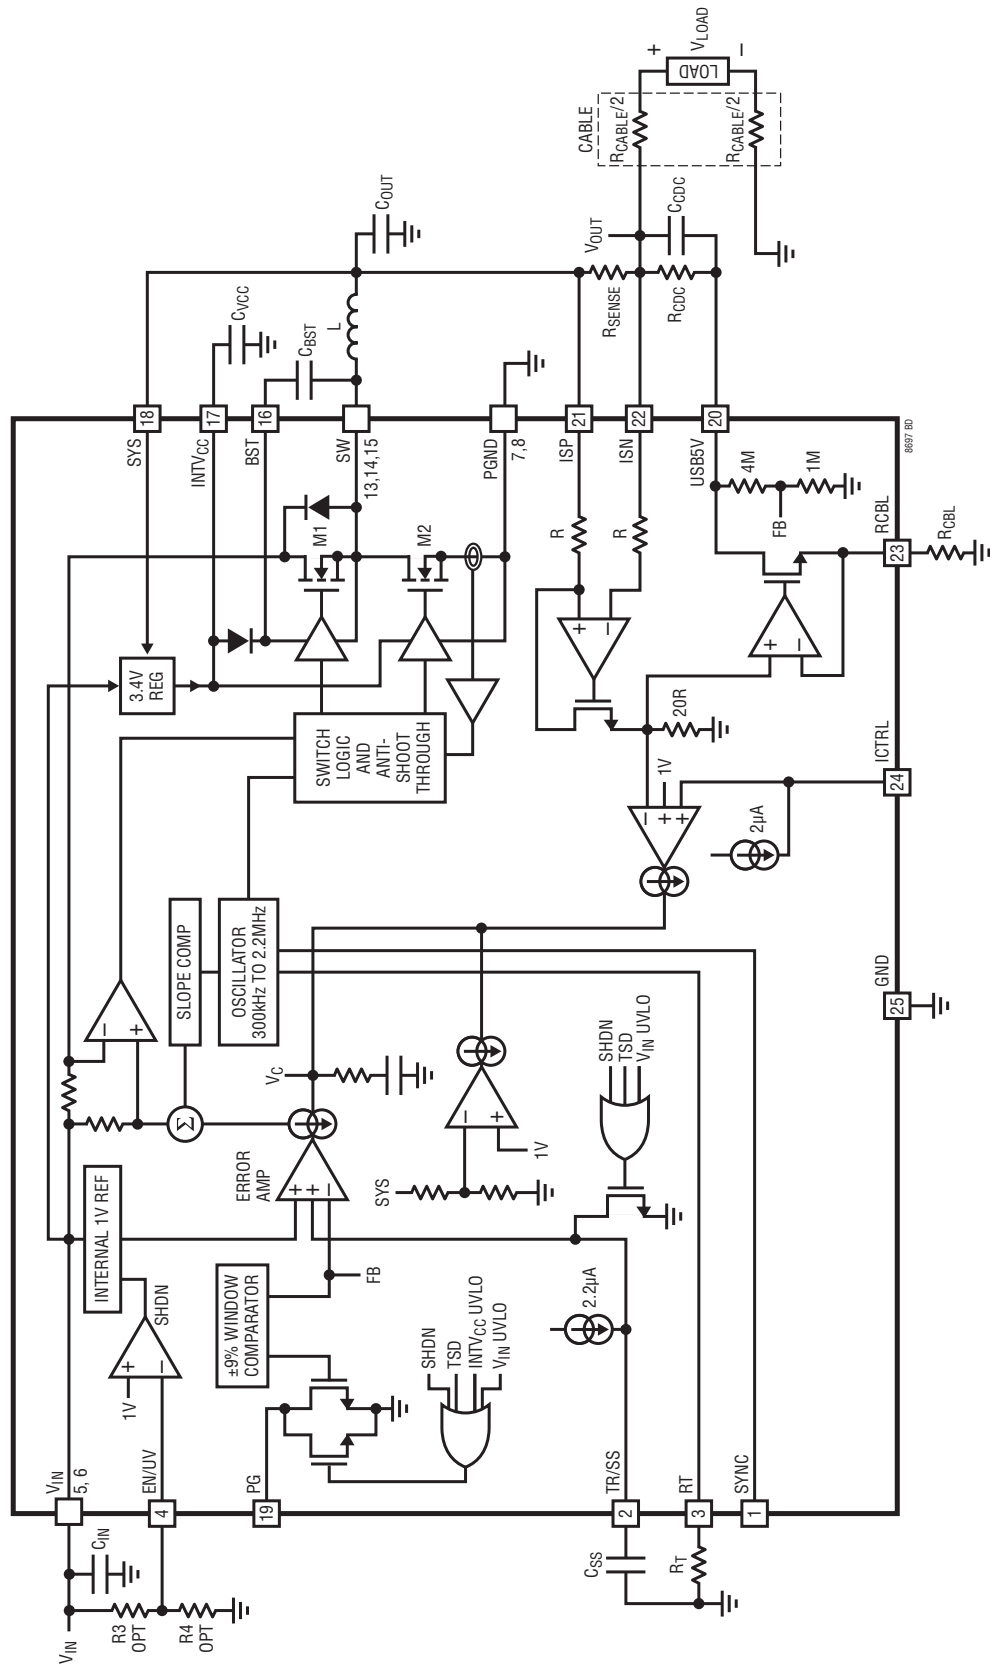 VIN
R3
OPT
R4
OPT
CIN
VIN
5, 6
EN/UV
4
1V
+
−
SHDN
INTERNAL 1V REF
PG
19
±9% WINDOW
COMPARATOR
SHDN
TSD
INTVCC UVLO
VIN UVLO
FB
ERROR
AMP
+
+
−
Σ
VC
SLOPE COMP
OSCILLATOR
300kHz TO 2.2MHz
−
+
SYS
−
+
1V
TR/SS
2
CSS
2.2µA
SHDN
TSD
VIN UVLO
RT
3
RT
SYNC
1
GND
25
SWITCH
LOGIC
AND
ANTI-
SHOOT
THROUGH
3.4V
REG
M1
M2
SYS
18
INTVCC
17
CVCC
BST
16
CBST
SW
13,14,15
L
COUT
PGND
7,8
ISP
21
R
ISN
22
R
+
−
20R
−
+
+
1V
2µA
ICTRL
24
+
−
RCBL
23
RCBL
USB5V
20
4M
FB
1M
RSENSE
RCDC
CCDC
VOUT
CABLE
RCABLE/2
RCABLE/2
LOAD
+
VLOAD
−
8697 BD